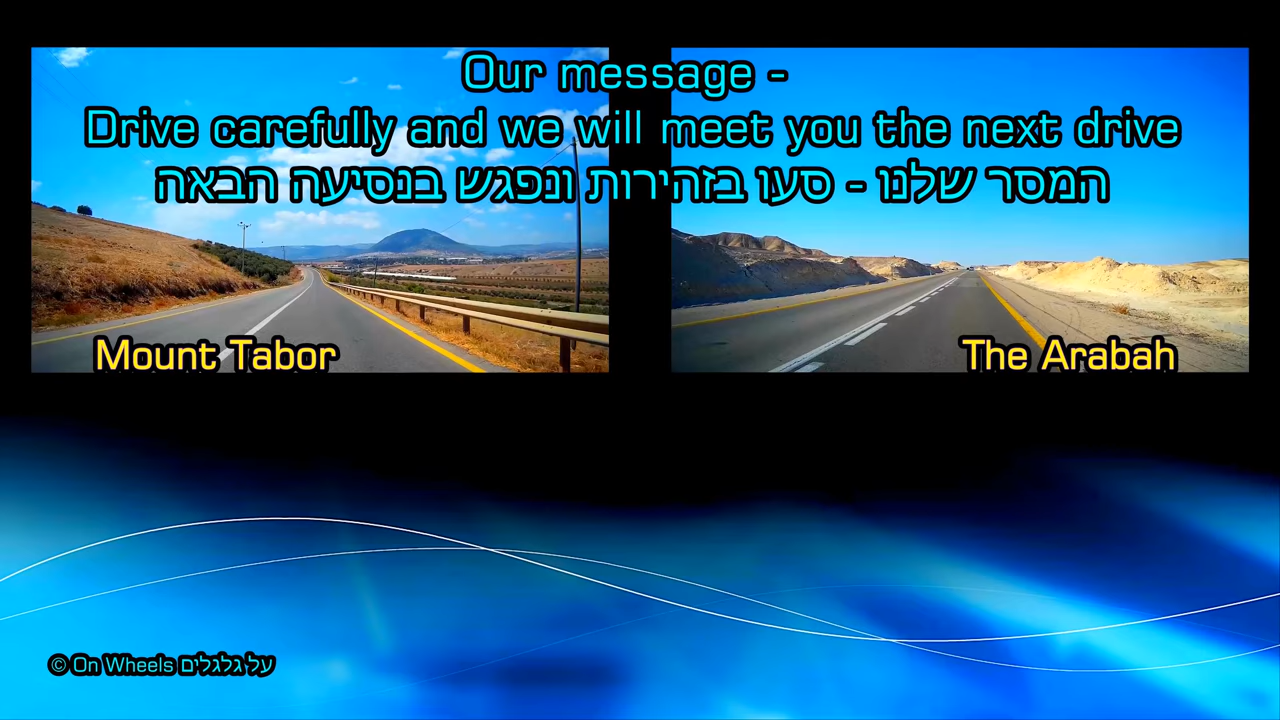 Our message -
Drive carefully and we will meet you the next drive
המסר שלנו - סעו בזהירות ונפגש בנסיעה הבאה
Mount Tabor
The Arabah
© On Wheels על גלגלים